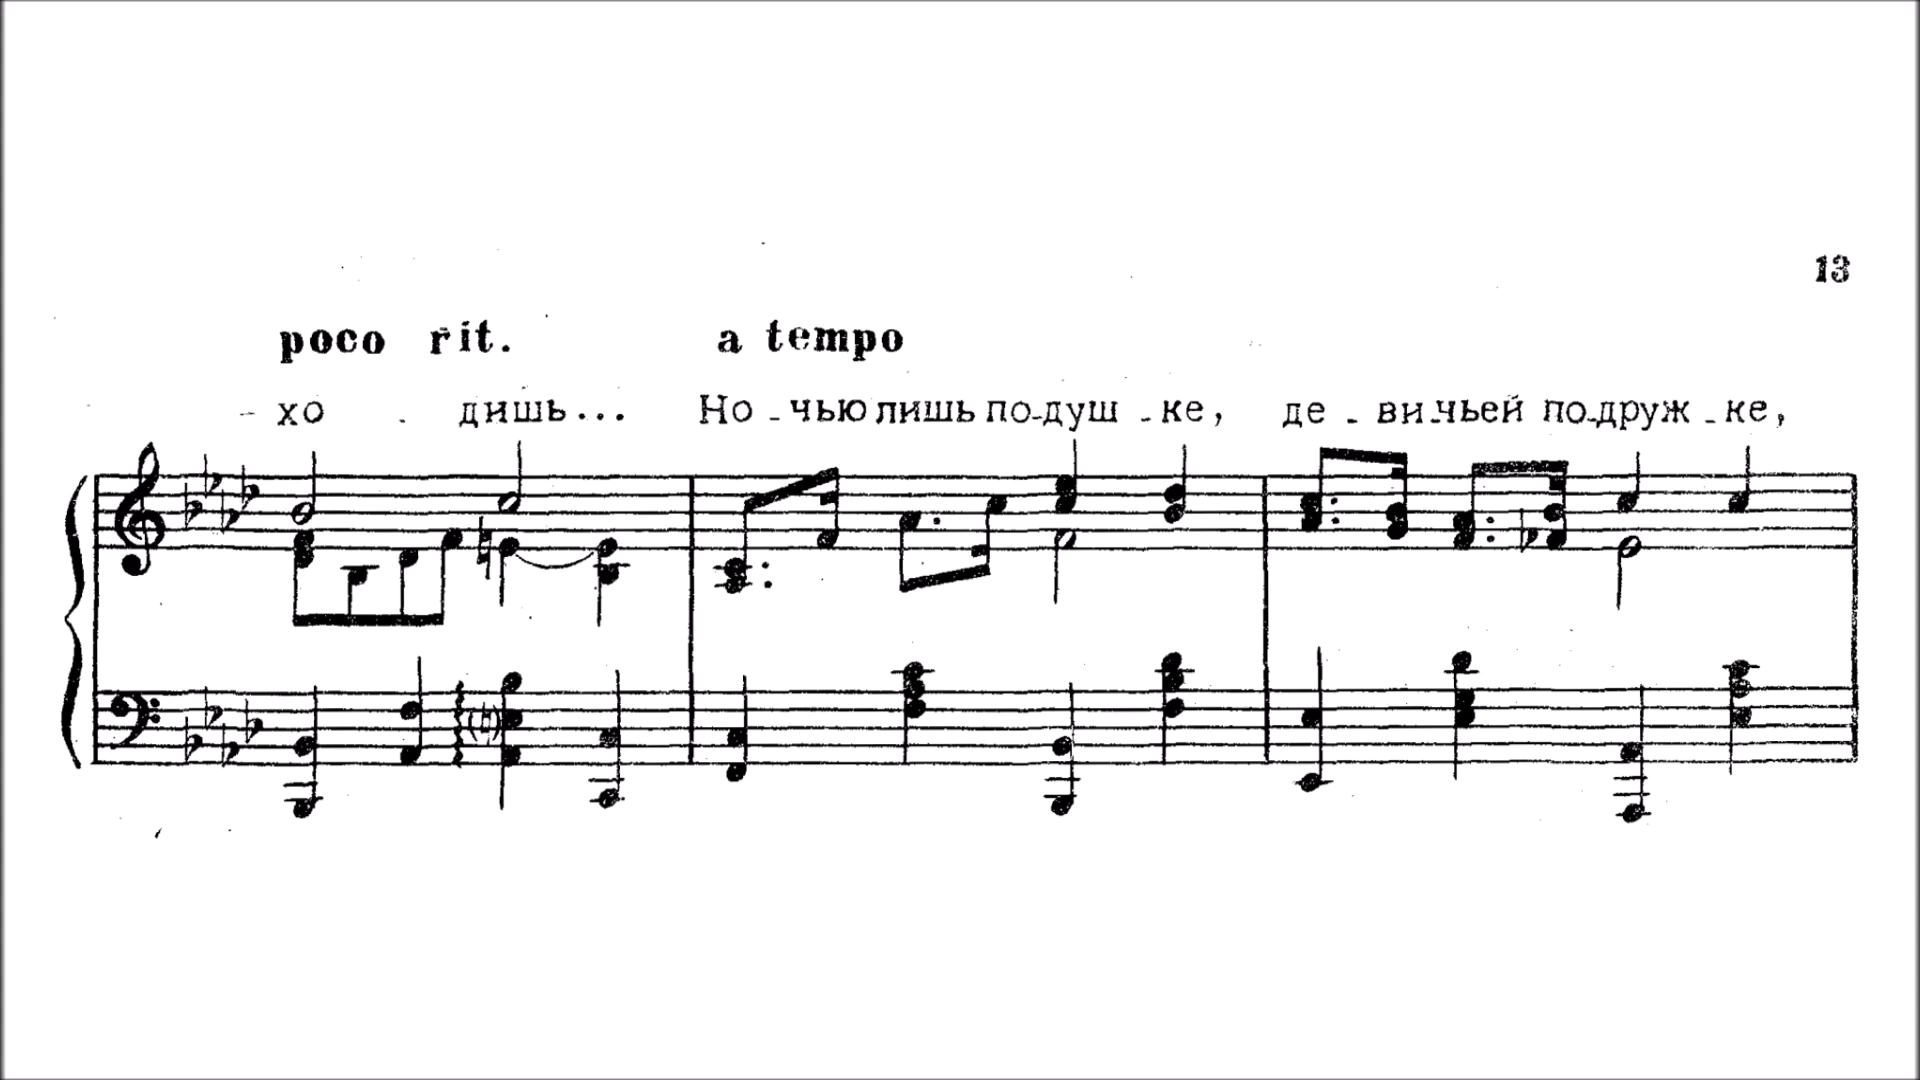 13
poco rit. a tempo
- хо - дишь... Но - чью лишь по-душ - ке, де - ви-чьей по-друж - ке,